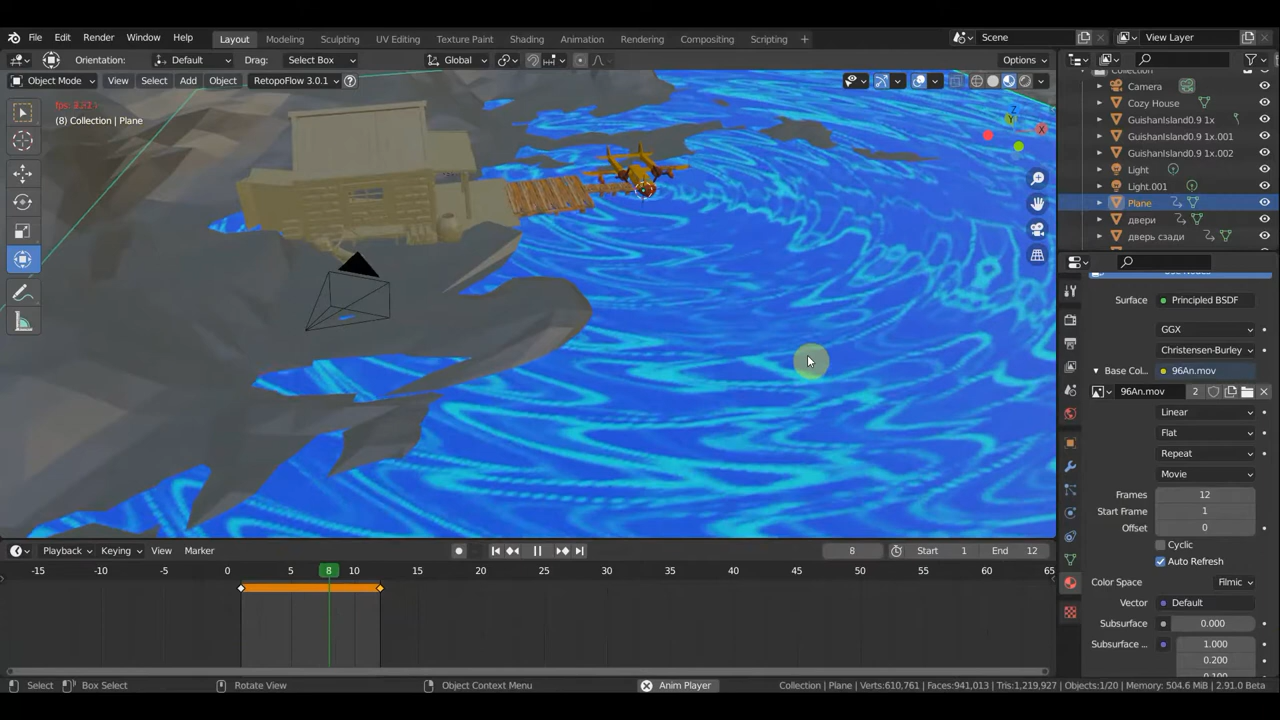 File Edit Render Window Help Layout Modeling Sculpting UV Editing Texture Paint Shading Animation Rendering Compositing Scripting + Scene View Layer
Orientation: Default Drag: Select Box Global Options
Object Mode View Select Add Object RetopoFlow 3.0.1
(8) Collection | Plane
Z
Y
X
Collection
Camera
Cozy House
GuishanIsland0.9 1x
GuishanIsland0.9 1x.001
GuishanIsland0.9 1x.002
Light
Light.001
Plane
двери
дверь сзади
Use Nodes
Surface Principled BSDF
GGX
Christensen-Burley
Base Col... 96An.mov
96An.mov 2
Linear
Flat
Repeat
Movie
Frames 12
Start Frame 1
Offset 0
Cyclic
Auto Refresh
Color Space Filmic
Vector Default
Subsurface 0.000
Subsurface ... 1.000
0.200
0.100
Playback Keying View Marker 8 Start 1 End 12
-15 -10 -5 0 5 8 10 15 20 25 30 35 40 45 50 55 60 65
Select Box Select Rotate View Object Context Menu Anim Player Collection | Plane | Verts:610,761 | Faces:941,013 | Tris:1,219,927 | Objects:1/20 | Memory: 504.6 MiB | 2.91.0 Beta